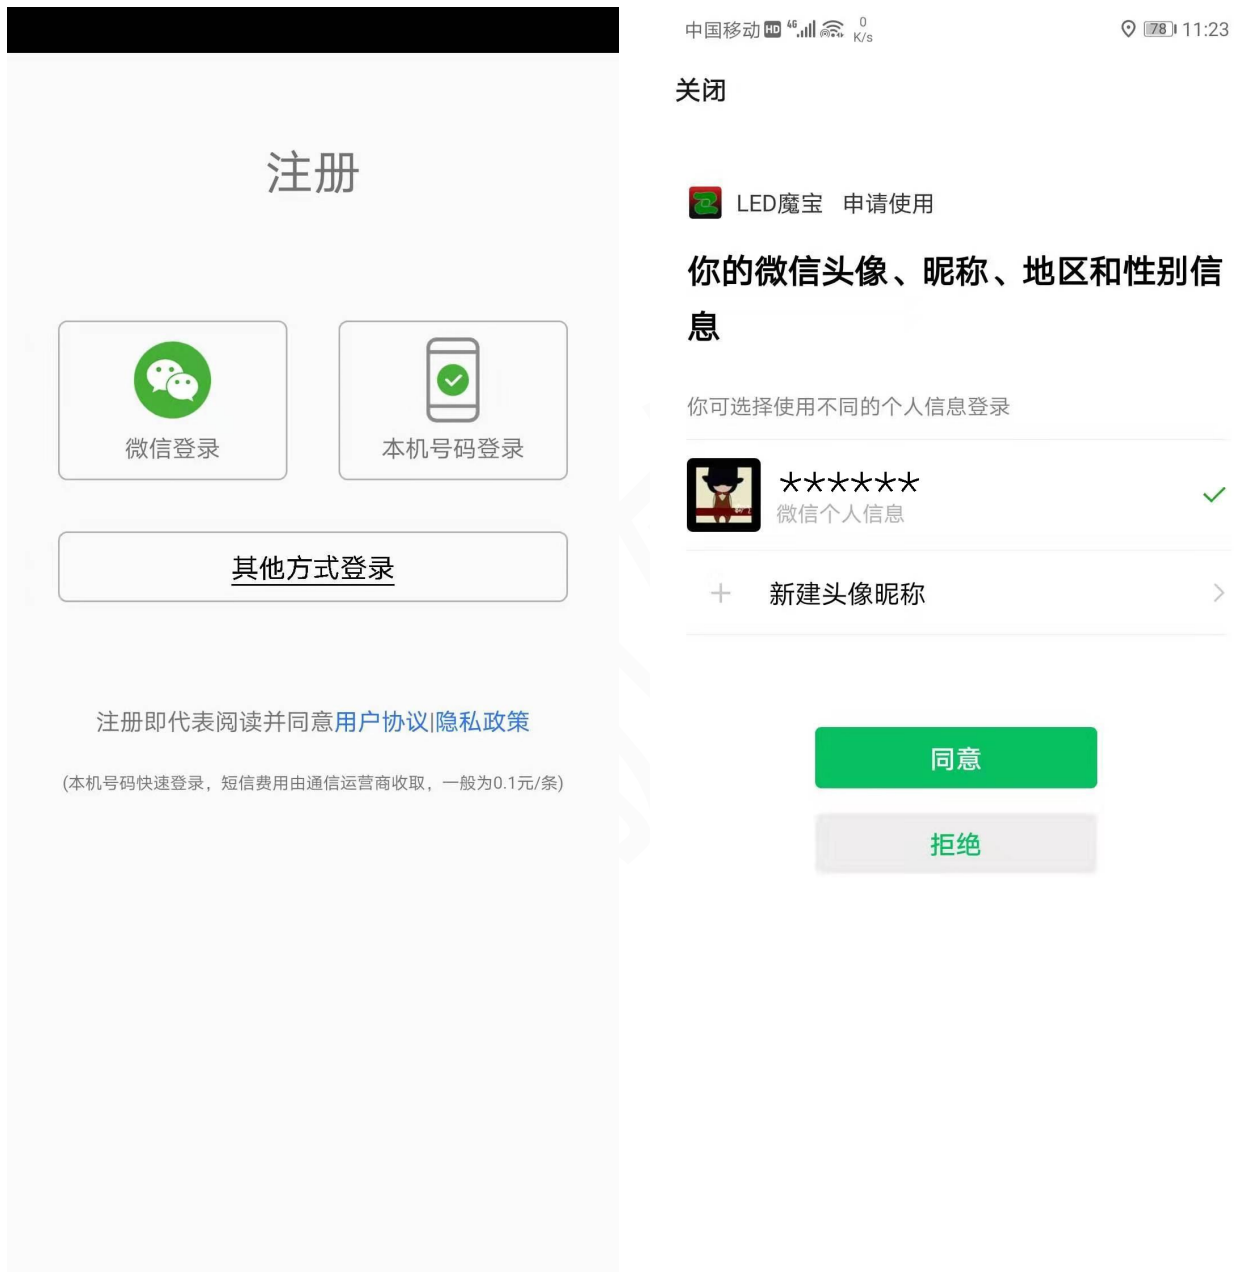 注册
微信登录
本机号码登录
其他方式登录
注册即代表阅读并同意用户协议|隐私政策
(本机号码快速登录，短信费用由通信运营商收取，一般为0.1元/条)
中国移动 HD 4G 0 K/s 78 11:23
关闭
LED魔宝 申请使用
你的微信头像、昵称、地区和性别信
息
你可选择使用不同的个人信息登录
******
微信个人信息
新建头像昵称
同意
拒绝